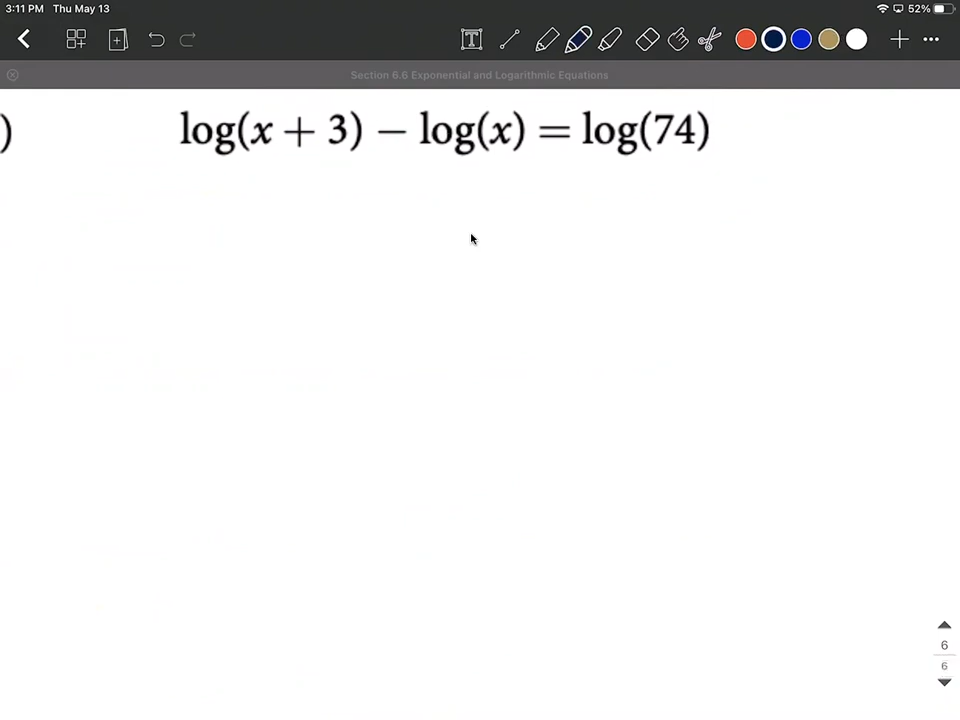 3:11 PM Thu May 13
52%
Section 6.6 Exponential and Logarithmic Equations
) log(x + 3) − log(x) = log(74)
6
6